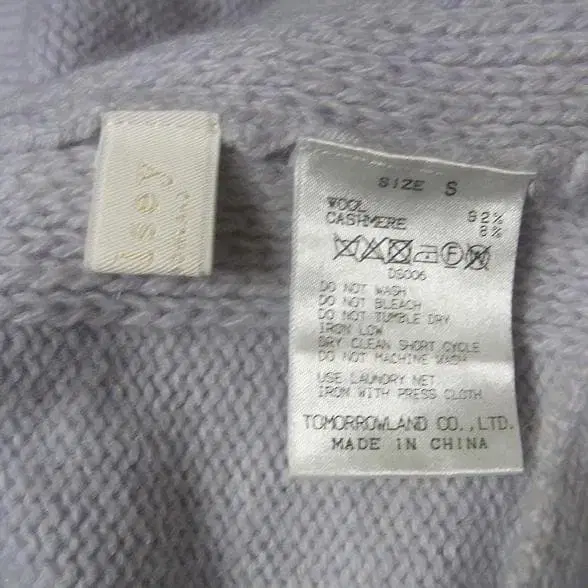 SIZE S
WOOL 92%
CASHMERE 8%
DS006
DO NOT WASH
DO NOT BLEACH
DO NOT TUMBLE DRY
IRON LOW
DRY CLEAN SHORT CYCLE
DO NOT MACHINE WASH
USE LAUNDRY NET
IRON WITH PRESS CLOTH
TOMORROWLAND CO.,LTD.
MADE IN CHINA